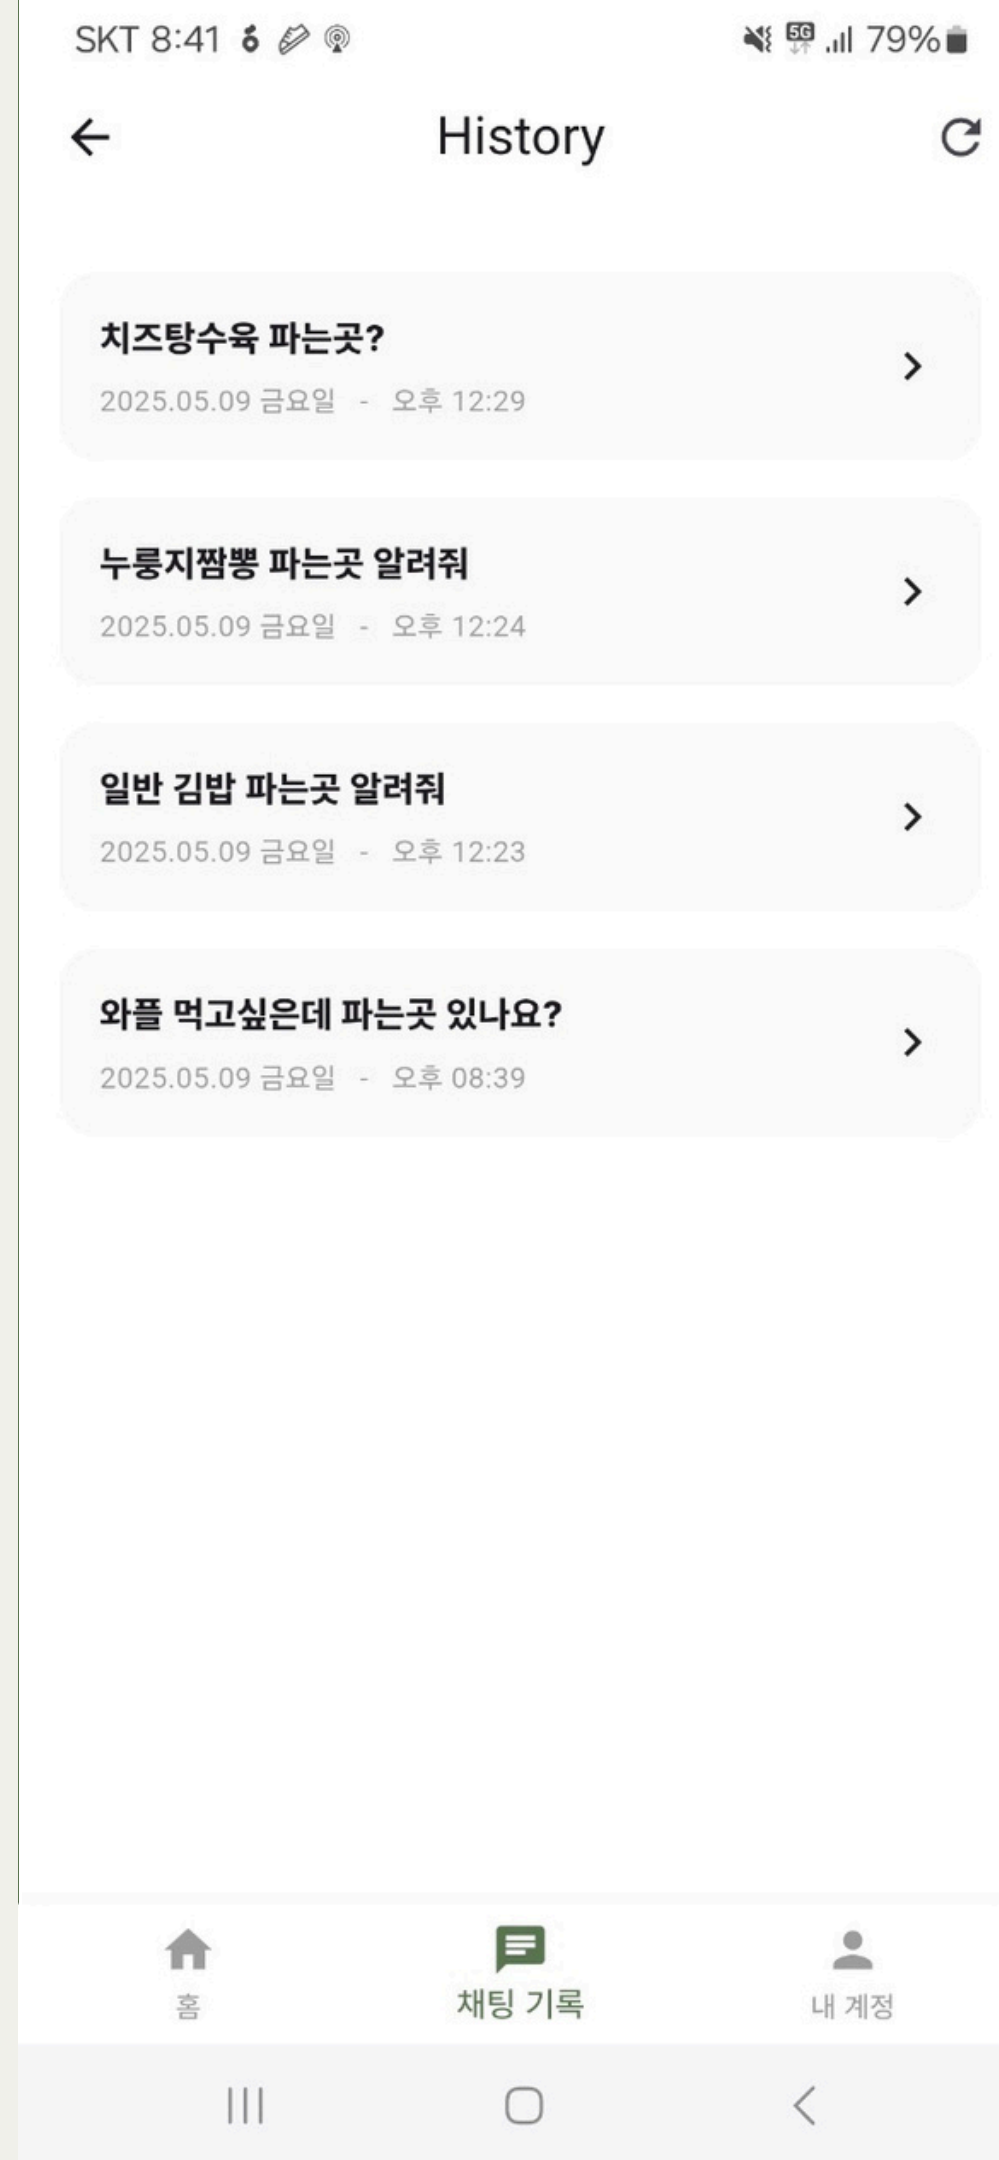 SKT 8:41 5G 79%
History
치즈탕수육 파는곳?
2025.05.09 금요일 - 오후 12:29
누룽지짬뽕 파는곳 알려줘
2025.05.09 금요일 - 오후 12:24
일반 김밥 파는곳 알려줘
2025.05.09 금요일 - 오후 12:23
와플 먹고싶은데 파는곳 있나요?
2025.05.09 금요일 - 오후 08:39
홈 채팅 기록 내 계정